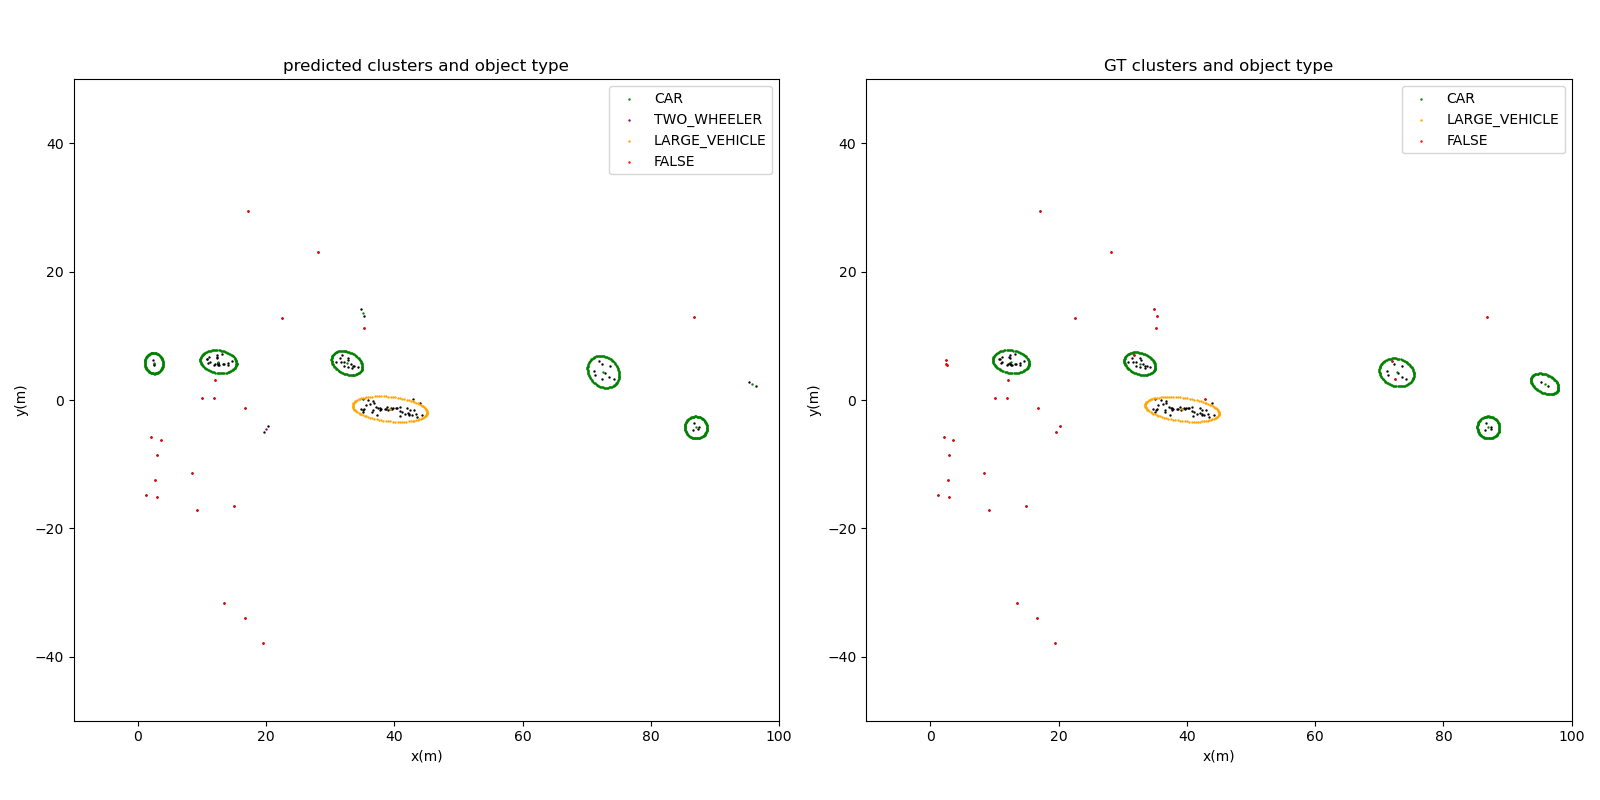 predicted clusters and object type
CAR
TWO_WHEELER
LARGE_VEHICLE
FALSE
40
20
0
−20
−40
y(m)
0 20 40 60 80 100
x(m)
GT clusters and object type
CAR
LARGE_VEHICLE
FALSE
40
20
0
−20
−40
y(m)
0 20 40 60 80 100
x(m)